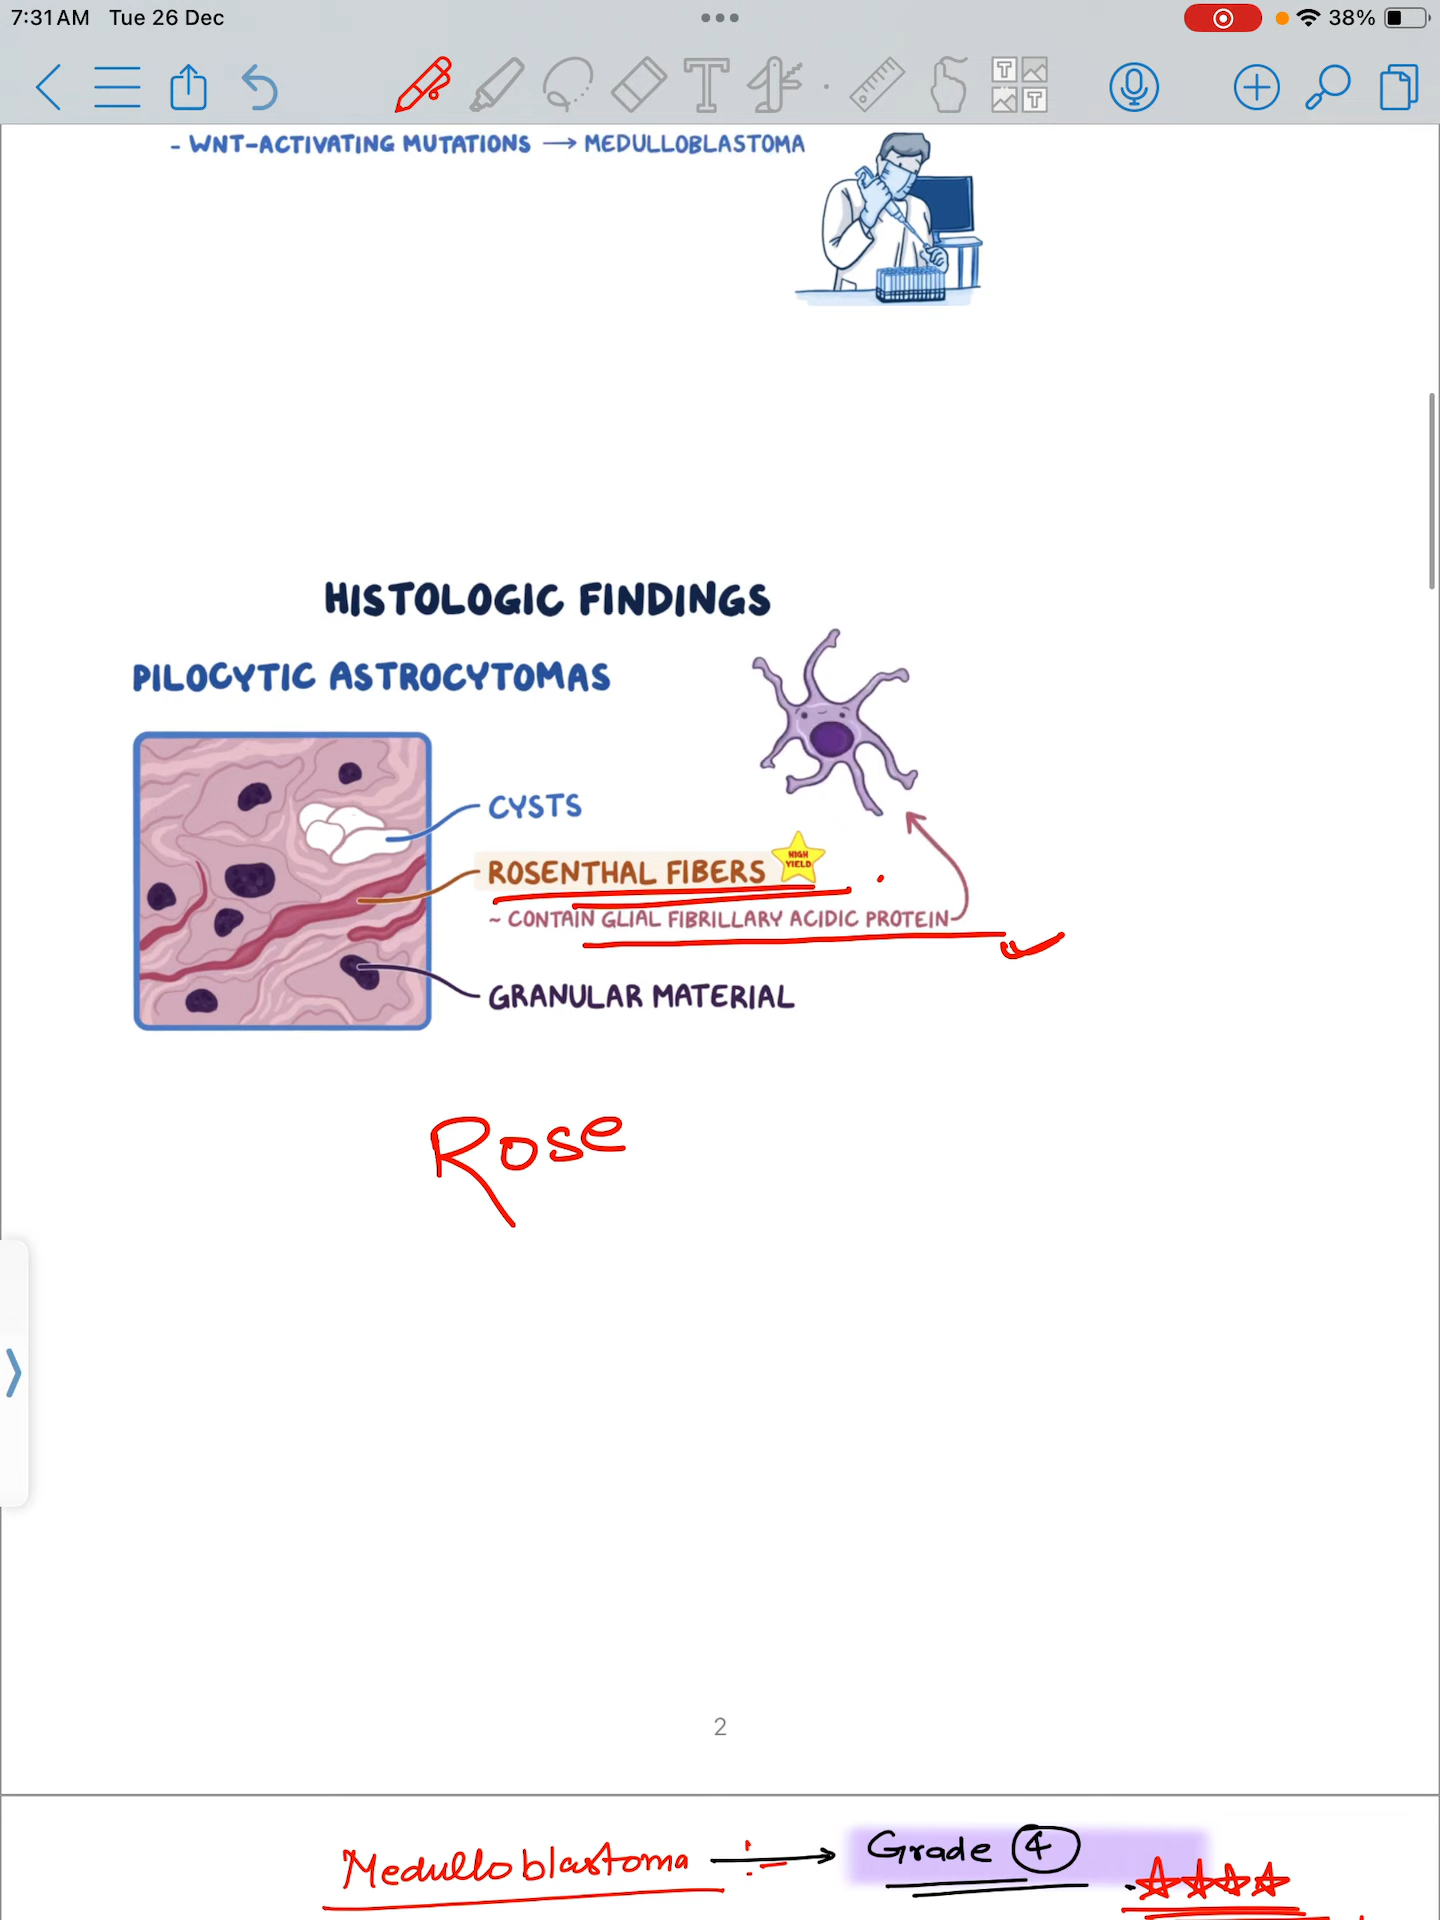 7:31 AM Tue 26 Dec
38%
- WNT-ACTIVATING MUTATIONS → MEDULLOBLASTOMA
HISTOLOGIC FINDINGS
PILOCYTIC ASTROCYTOMAS
CYSTS
ROSENTHAL FIBERS
HIGH YIELD
~ CONTAIN GLIAL FIBRILLARY ACIDIC PROTEIN
GRANULAR MATERIAL
Rose
2
Medulloblastoma → Grade 4